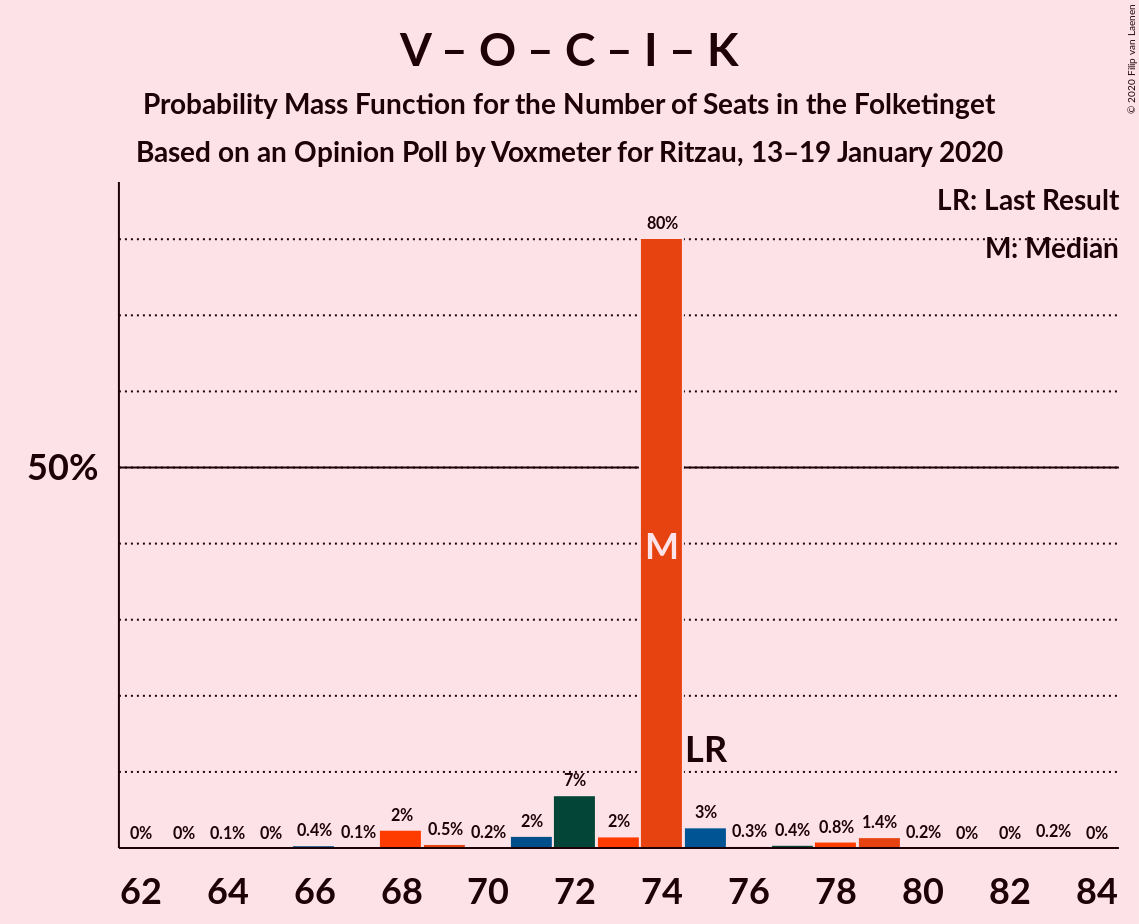 V – O – C – I – K
Probability Mass Function for the Number of Seats in the Folketinget
Based on an Opinion Poll by Voxmeter for Ritzau, 13–19 January 2020
© 2020 Filip van Laenen
LR: Last Result
M: Median
80%
50%
M
LR
7%
0% 0% 0.1% 0% 0.4% 0.1% 2% 0.5% 0.2% 2% 2% 3% 0.3% 0.4% 0.8% 1.4% 0.2% 0% 0% 0.2% 0%
62 64 66 68 70 72 74 76 78 80 82 84